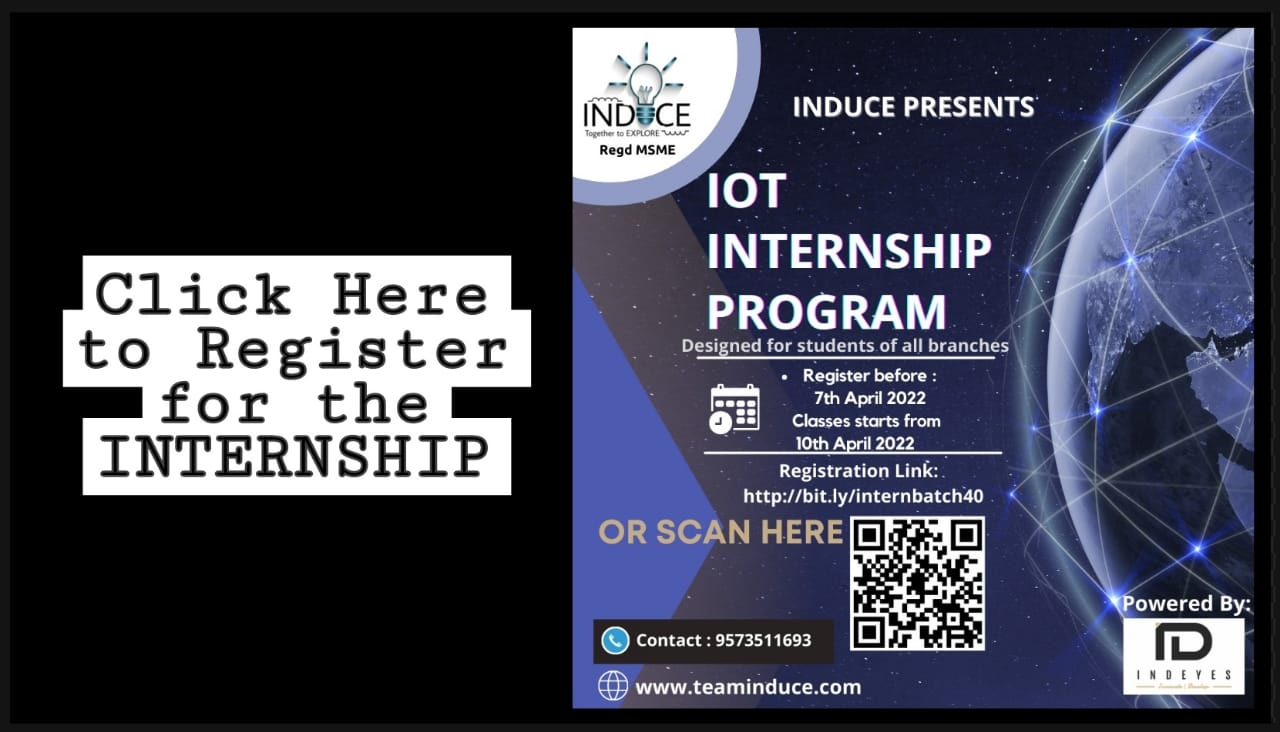 Click Here
to Register
for the
INTERNSHIP
INDUCE
Together to EXPLORE
Regd MSME
INDUCE PRESENTS
IOT
INTERNSHIP
PROGRAM
Designed for students of all branches
• Register before :
7th April 2022
Classes starts from
10th April 2022
Registration Link:
http://bit.ly/internbatch40
OR SCAN HERE
Contact : 9573511693
www.teaminduce.com
Powered By:
ID
INDEYES